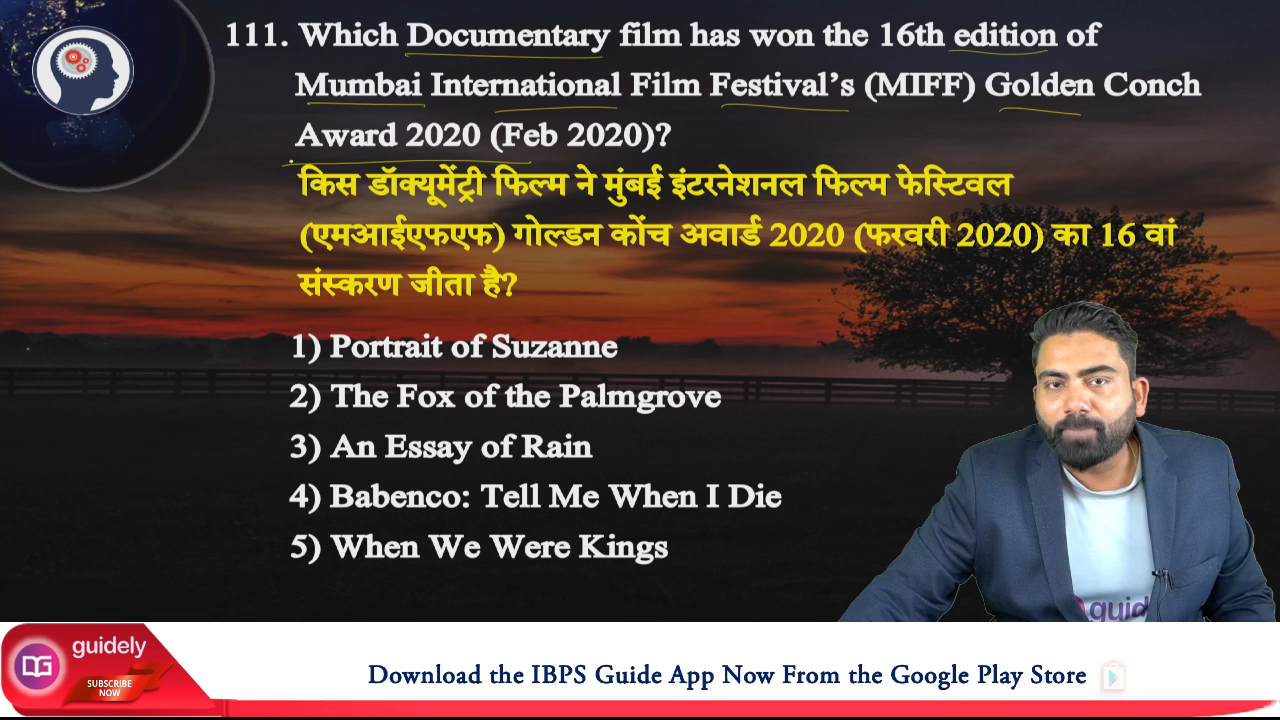 111. Which Documentary film has won the 16th edition of
Mumbai International Film Festival's (MIFF) Golden Conch
Award 2020 (Feb 2020)?
किस डॉक्यूमेंट्री फिल्म ने मुंबई इंटरनेशनल फिल्म फेस्टिवल
(एमआईएफएफ) गोल्डन कोंच अवार्ड 2020 (फरवरी 2020) का 16 वां
संस्करण जीता है?
1) Portrait of Suzanne
2) The Fox of the Palmgrove
3) An Essay of Rain
4) Babenco: Tell Me When I Die
5) When We Were Kings
guid
guidely
SUBSCRIBE
NOW
Download the IBPS Guide App Now From the Google Play Store